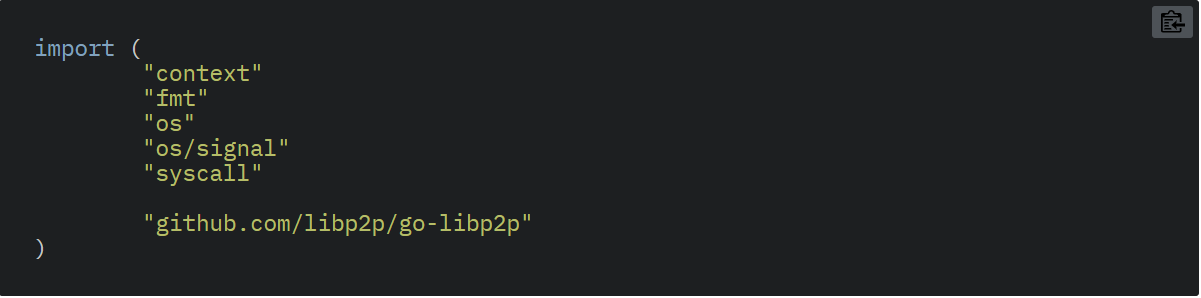 import (
        "context"
        "fmt"
        "os"
        "os/signal"
        "syscall"

        "github.com/libp2p/go-libp2p"
)